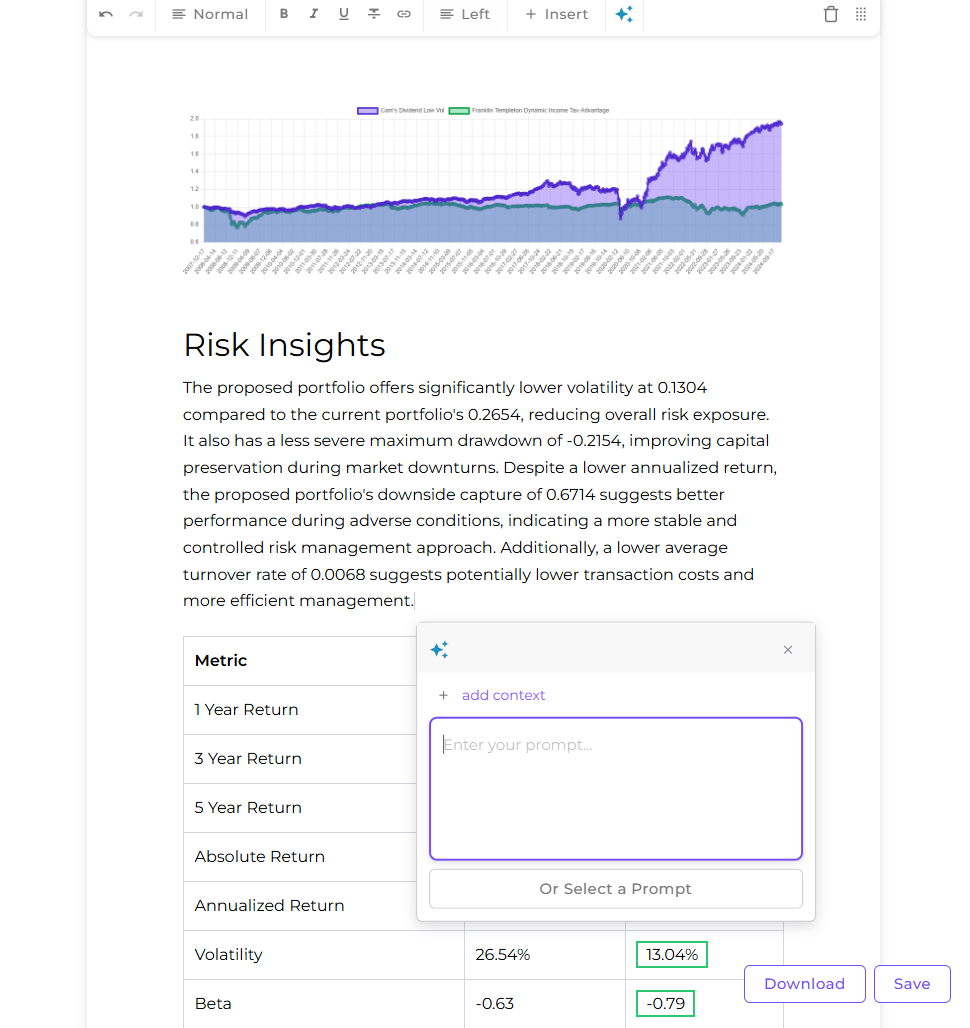 Normal B I U Left + Insert
Cam's Dividend Low Vol Franklin Templeton Dynamic Income Tax-Advantage
2.0
1.8
1.6
1.4
1.2
1.0
0.8
0.6
Risk Insights
The proposed portfolio offers significantly lower volatility at 0.1304
compared to the current portfolio's 0.2654, reducing overall risk exposure.
It also has a less severe maximum drawdown of -0.2154, improving capital
preservation during market downturns. Despite a lower annualized return,
the proposed portfolio's downside capture of 0.6714 suggests better
performance during adverse conditions, indicating a more stable and
controlled risk management approach. Additionally, a lower average
turnover rate of 0.0068 suggests potentially lower transaction costs and
more efficient management.
Metric
+ add context
1 Year Return
Enter your prompt...
3 Year Return
5 Year Return
Absolute Return
Or Select a Prompt
Annualized Return
Volatility 26.54% 13.04%
Download Save
Beta -0.63 -0.79